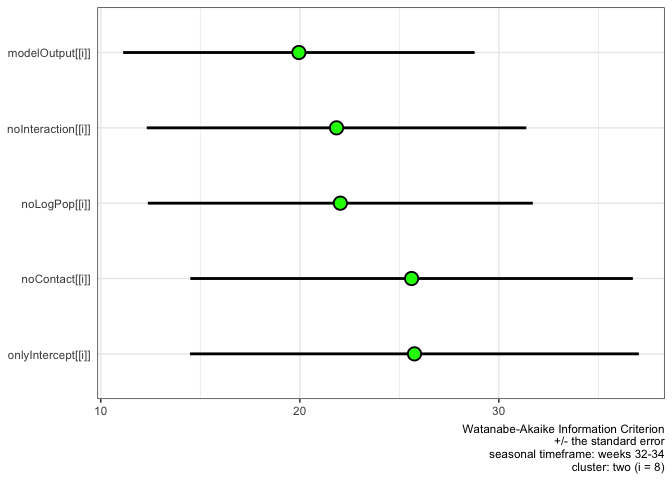 modelOutput[[i]]
noInteraction[[i]]
noLogPop[[i]]
noContact[[i]]
onlyIntercept[[i]]
10 20 30
Watanabe-Akaike Information Criterion
+/- the standard error
seasonal timeframe: weeks 32-34
cluster: two (i = 8)